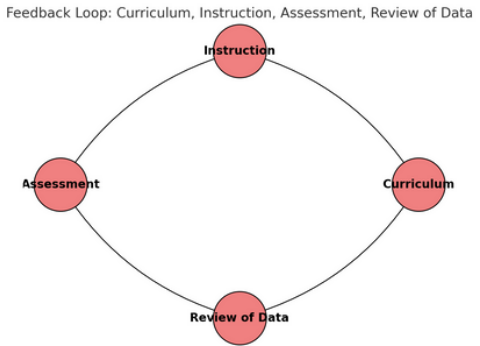 Feedback Loop: Curriculum, Instruction, Assessment, Review of Data
Instruction
Assessment
Curriculum
Review of Data